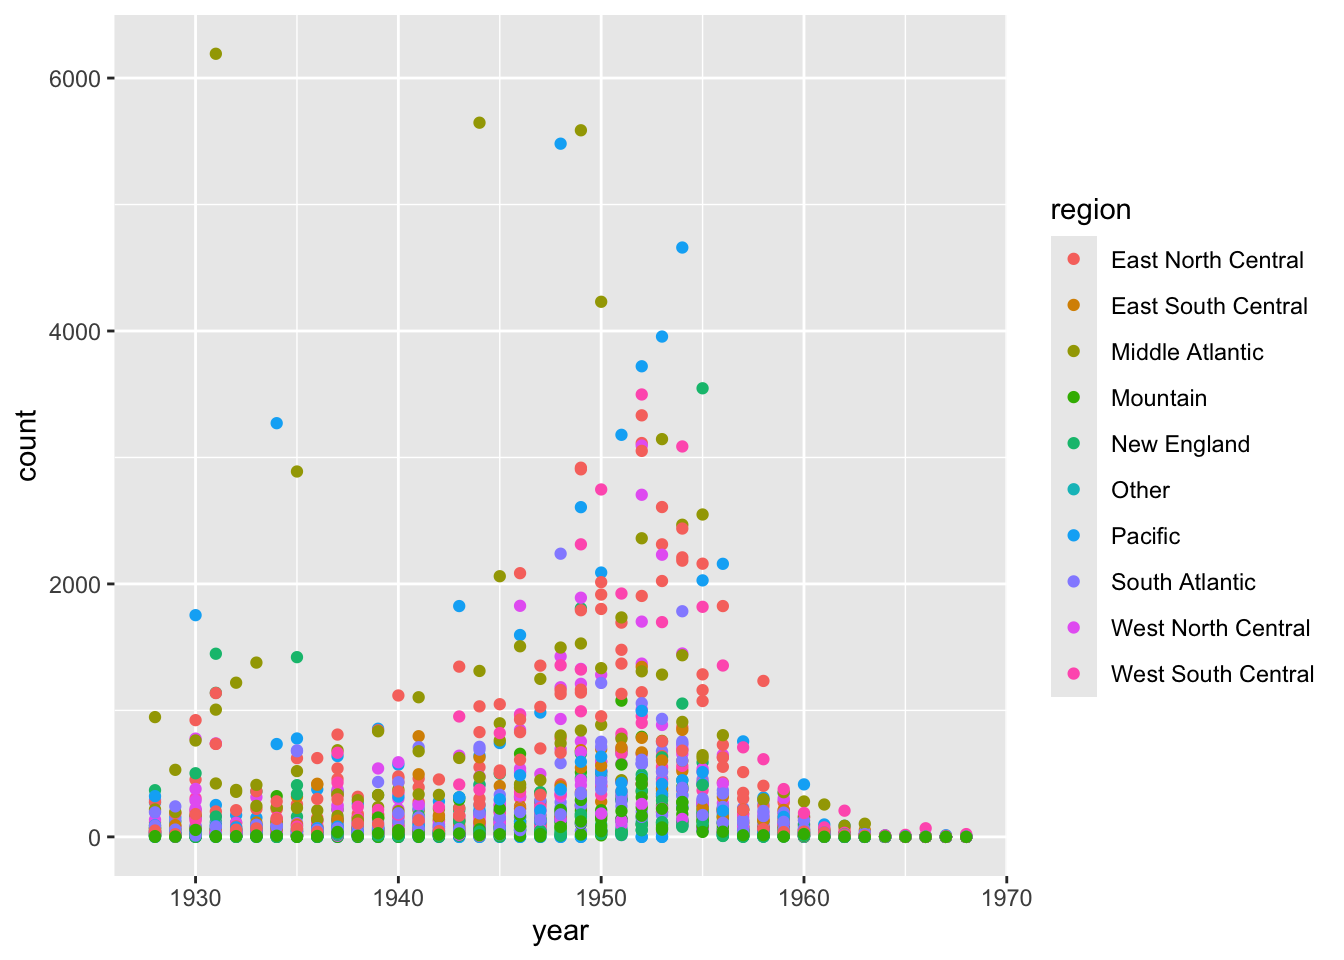 6000
4000
2000
0
count
1930
1940
1950
1960
1970
year
region
East North Central
East South Central
Middle Atlantic
Mountain
New England
Other
Pacific
South Atlantic
West North Central
West South Central